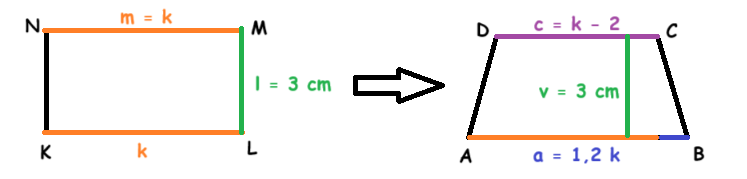 N m = k M
l = 3 cm
K k L
D c = k - 2 C
v = 3 cm
A a = 1,2 k B